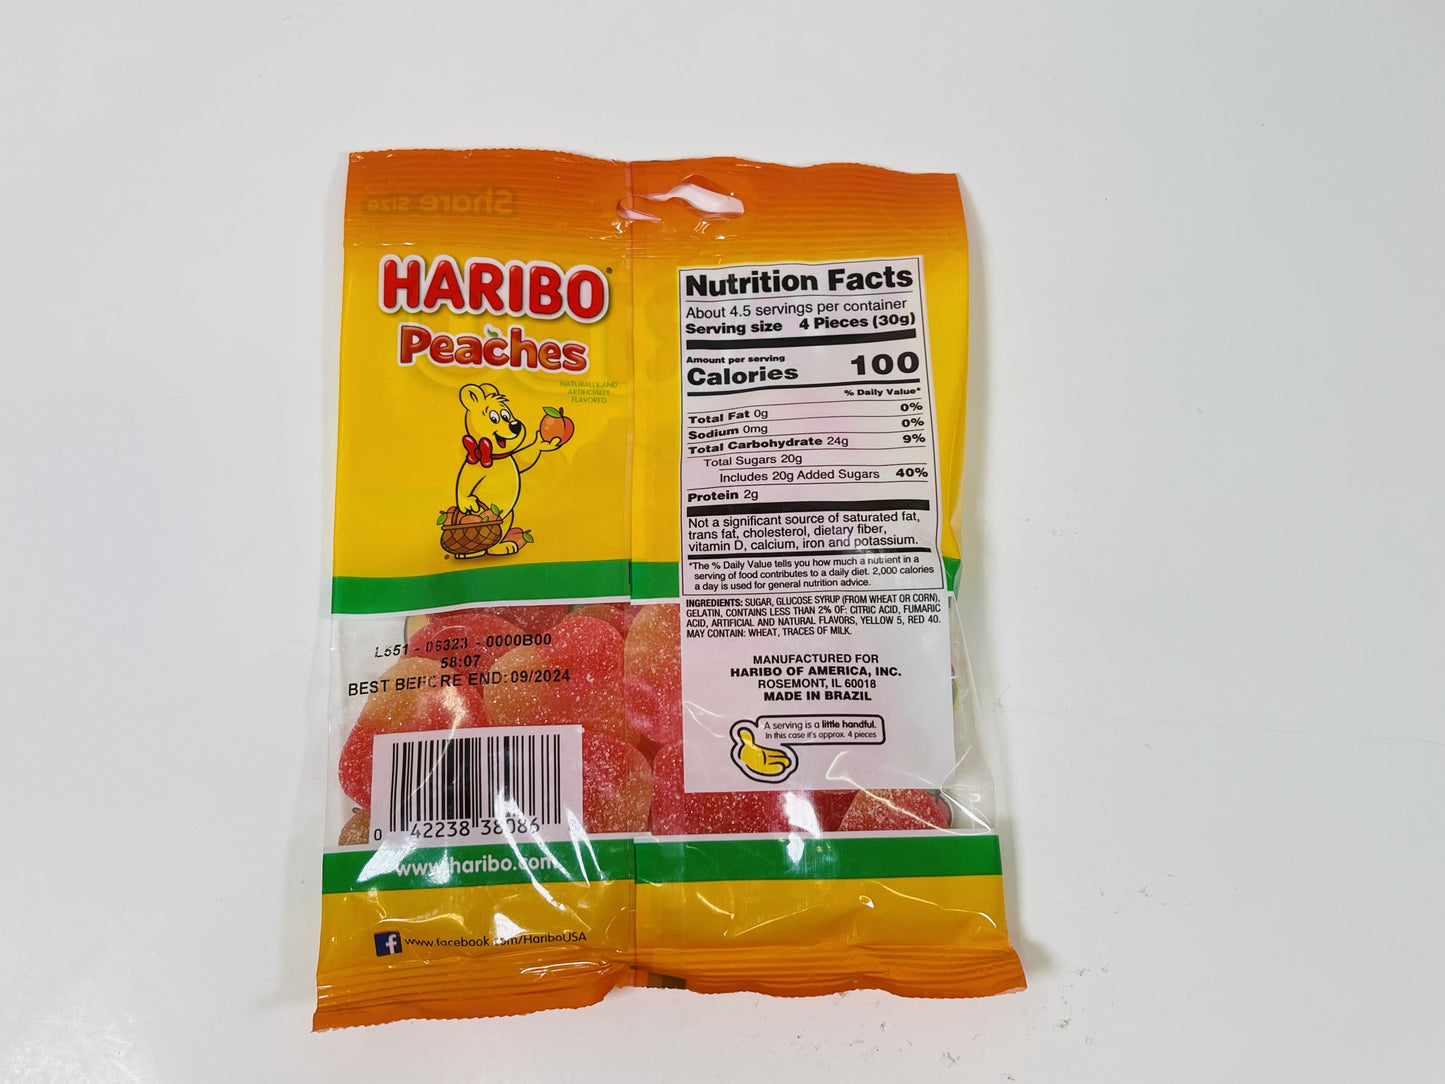 Share size
HARIBO®
Peaches
NATURALLY AND
ARTIFICIALLY
FLAVORED
L551 - 06323 - 0000B00
58:07
BEST BEFORE END: 09/2024
0 42238 38086
www.haribo.com
www.facebook.com/HariboUSA
Nutrition Facts
About 4.5 servings per container
Serving size 4 Pieces (30g)
Amount per serving
Calories 100
% Daily Value*
Total Fat 0g 0%
Sodium 0mg 0%
Total Carbohydrate 24g 9%
Total Sugars 20g
Includes 20g Added Sugars 40%
Protein 2g
Not a significant source of saturated fat,
trans fat, cholesterol, dietary fiber,
vitamin D, calcium, iron and potassium.
*The % Daily Value tells you how much a nutrient in a
serving of food contributes to a daily diet. 2,000 calories
a day is used for general nutrition advice.
INGREDIENTS: SUGAR, GLUCOSE SYRUP (FROM WHEAT OR CORN),
GELATIN, CONTAINS LESS THAN 2% OF: CITRIC ACID, FUMARIC
ACID, ARTIFICIAL AND NATURAL FLAVORS, YELLOW 5, RED 40.
MAY CONTAIN: WHEAT, TRACES OF MILK.
MANUFACTURED FOR
HARIBO OF AMERICA, INC.
ROSEMONT, IL 60018
MADE IN BRAZIL
A serving is a little handful.
In this case it's approx. 4 pieces